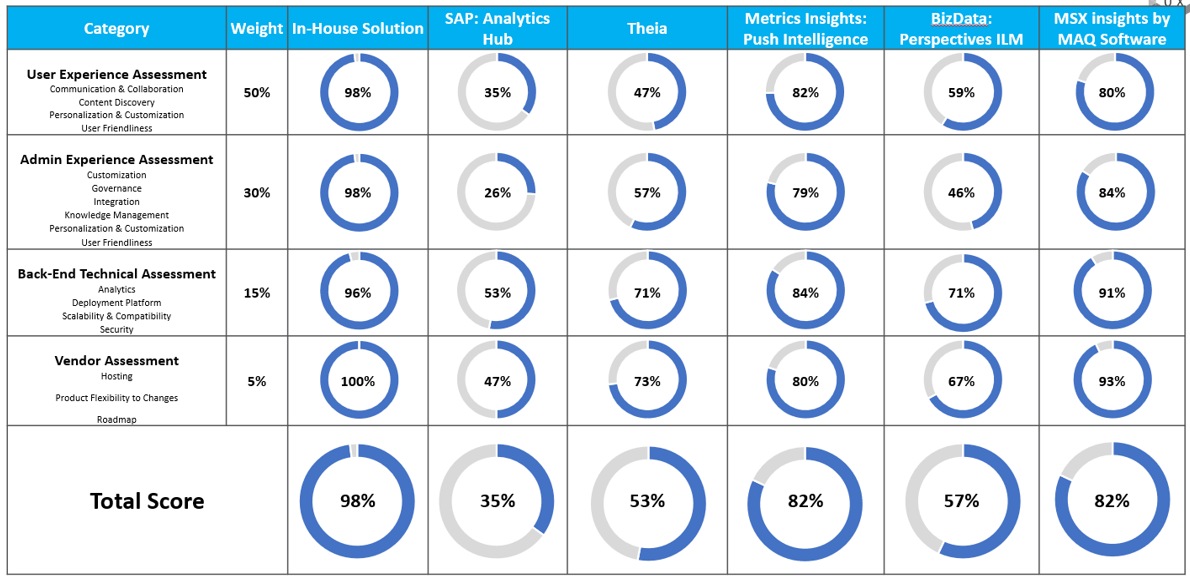 Category
Weight
In-House Solution
SAP: Analytics
Hub
Theia
Metrics Insights:
Push Intelligence
BizData:
Perspectives ILM
MSX insights by
MAQ Software
User Experience Assessment
Communication & Collaboration
Content Discovery
Personalization & Customization
User Friendliness
50%
98%
35%
47%
82%
59%
80%
Admin Experience Assessment
Customization
Governance
Integration
Knowledge Management
Personalization & Customization
User Friendliness
30%
98%
26%
57%
79%
46%
84%
Back-End Technical Assessment
Analytics
Deployment Platform
Scalability & Compatibility
Security
15%
96%
53%
71%
84%
71%
91%
Vendor Assessment
Hosting
Product Flexibility to Changes
Roadmap
5%
100%
47%
73%
80%
67%
93%
Total Score
98%
35%
53%
82%
57%
82%